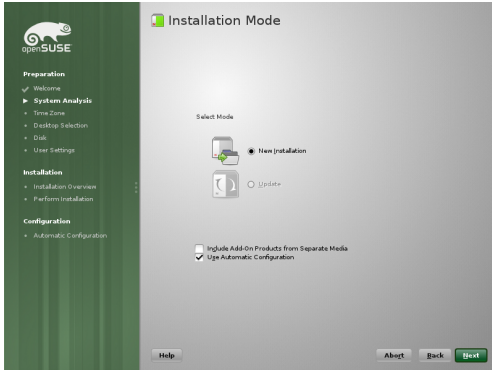 openSUSE
Installation Mode
Preparation
Welcome
System Analysis
Time Zone
Desktop Selection
Disk
User Settings
Installation
Installation Overview
Perform Installation
Configuration
Automatic Configuration
Select Mode
New Installation
Update
Include Add-On Products from Separate Media
Use Automatic Configuration
Help
Abort
Back
Next